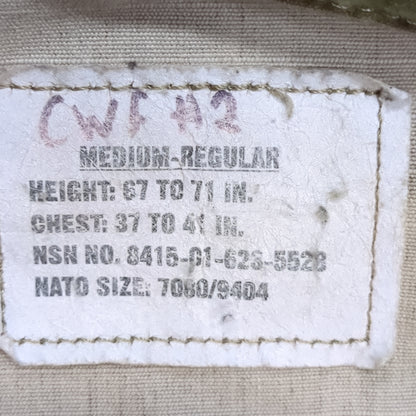 CWF #2
MEDIUM-REGULAR
HEIGHT: 67 TO 71 IN.
CHEST: 37 TO 41 IN.
NSN NO. 8415-01-623-5528
NATO SIZE: 7080/9404